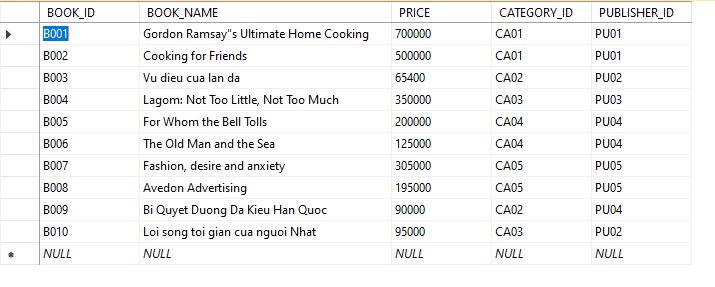 BOOK_ID BOOK_NAME PRICE CATEGORY_ID PUBLISHER_ID
B001 Gordon Ramsay"s Ultimate Home Cooking 700000 CA01 PU01
B002 Cooking for Friends 500000 CA01 PU01
B003 Vu dieu cua lan da 65400 CA02 PU02
B004 Lagom: Not Too Little, Not Too Much 350000 CA03 PU03
B005 For Whom the Bell Tolls 200000 CA04 PU04
B006 The Old Man and the Sea 125000 CA04 PU04
B007 Fashion, desire and anxiety 305000 CA05 PU05
B008 Avedon Advertising 195000 CA05 PU05
B009 Bi Quyet Duong Da Kieu Han Quoc 90000 CA02 PU04
B010 Loi song toi gian cua nguoi Nhat 95000 CA03 PU02
NULL NULL NULL NULL NULL